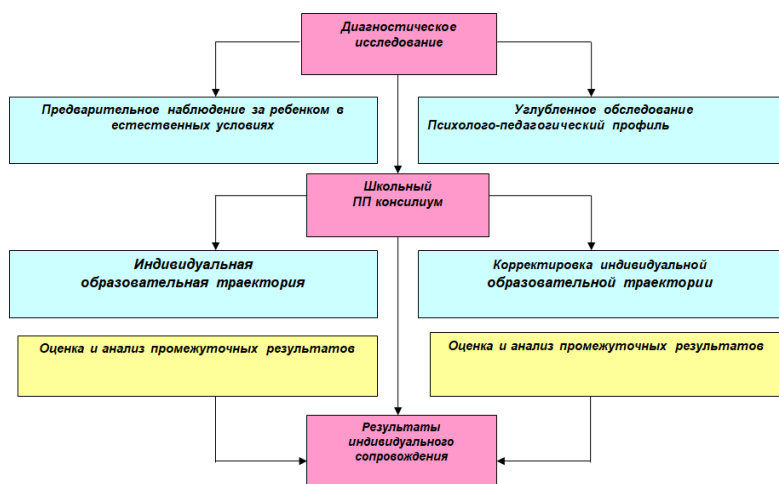 Диагностическое
исследование
Предварительное наблюдение за ребенком в
естественных условиях
Углубленное обследование
Психолого-педагогический профиль
Школьный
ПП консилиум
Индивидуальная
образовательная траектория
Корректировка индивидуальной
образовательной траектории
Оценка и анализ промежуточных результатов
Оценка и анализ промежуточных результатов
Результаты
индивидуального
сопровождения